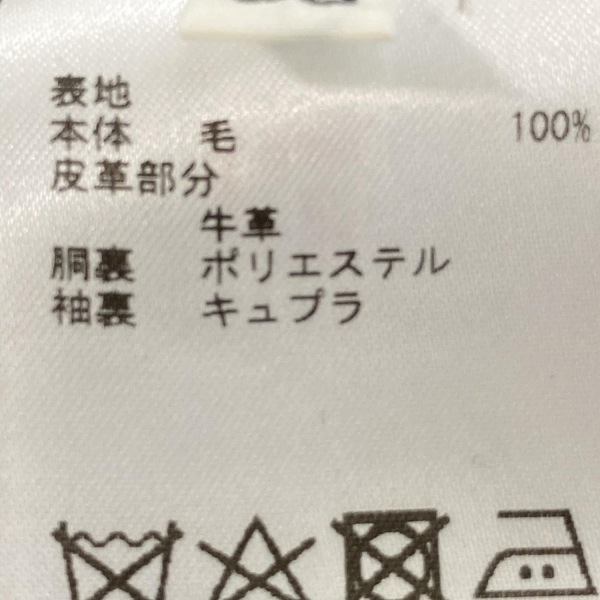 表地
本体 毛 100%
皮革部分
牛革
胴裏 ポリエステル
袖裏 キュプラ